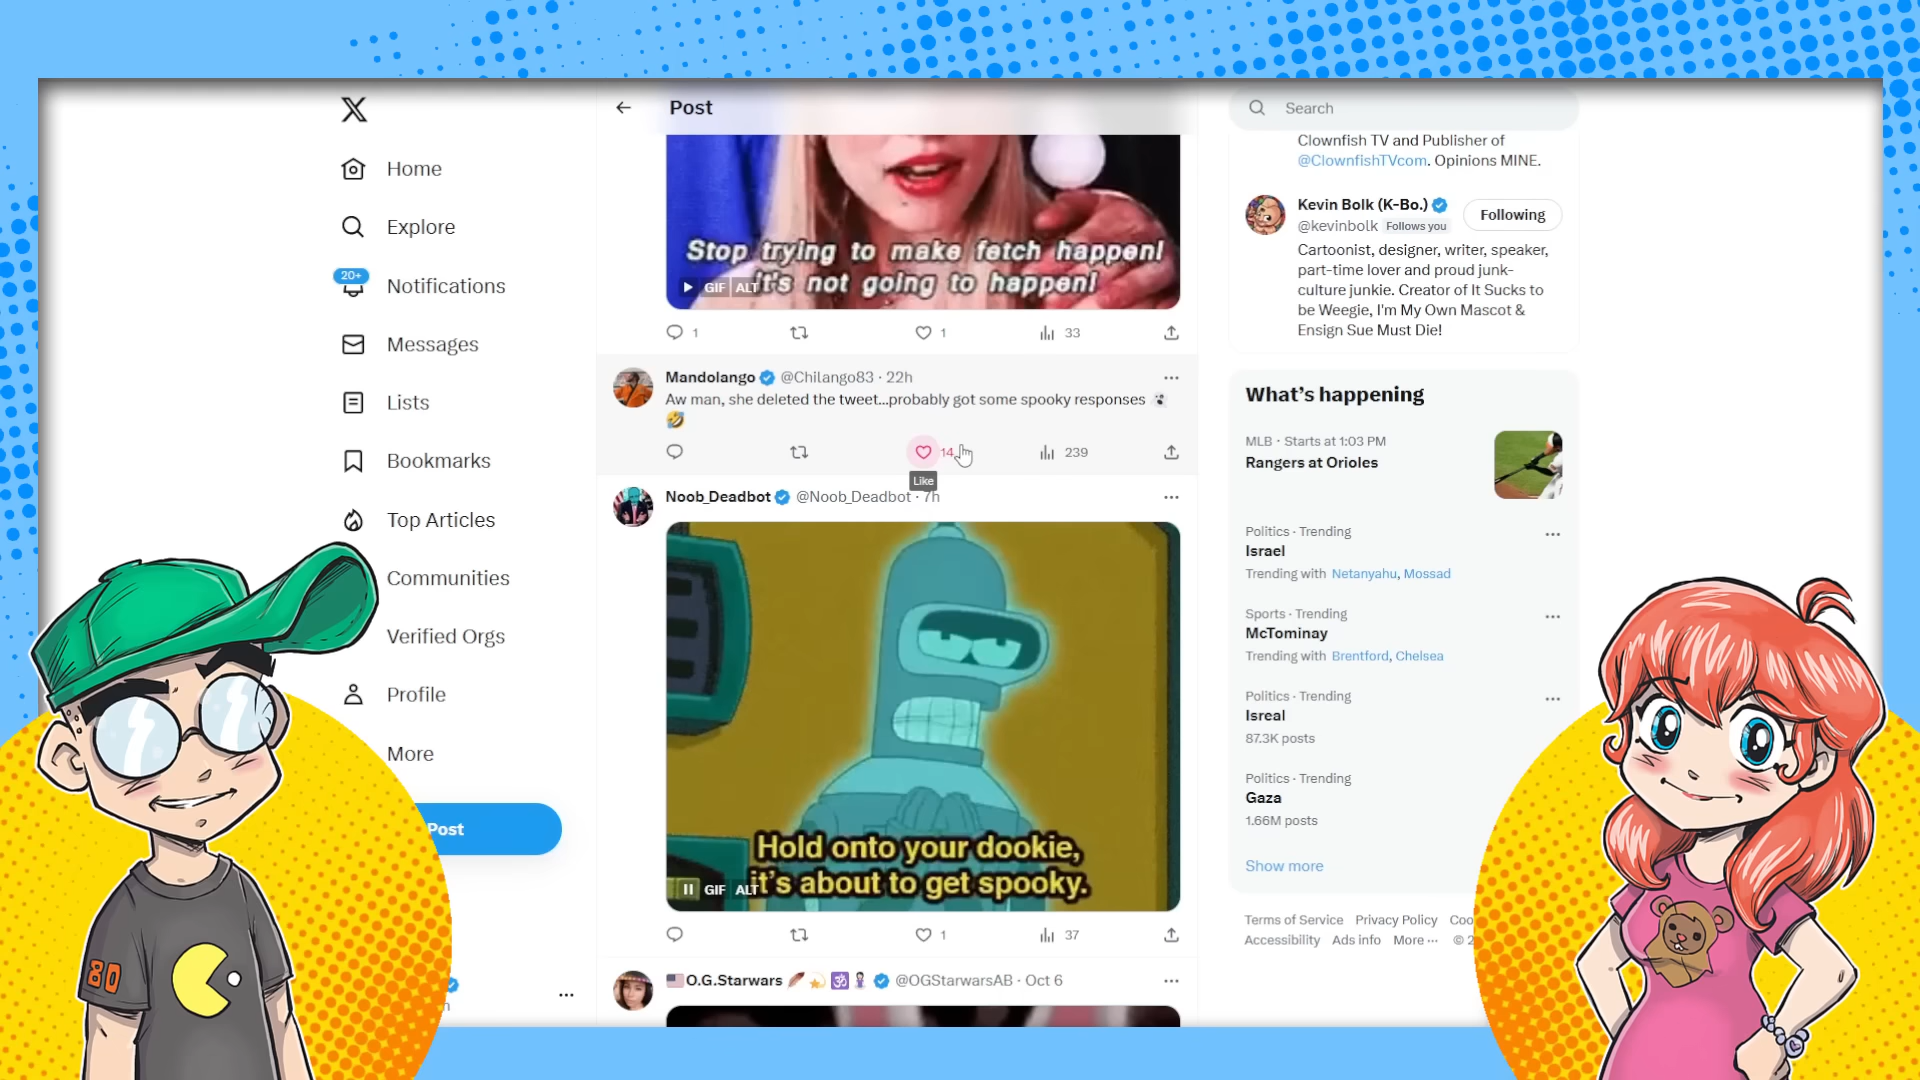 Home
Explore
20+
Notifications
Messages
Lists
Bookmarks
Top Articles
Communities
Verified Orgs
Profile
More
Post
Post
Stop trying to make fetch happen!
It's not going to happen!
GIF ALT
1
1
33
Mandolango @Chilango83 · 22h
Aw man, she deleted the tweet...probably got some spooky responses
14
239
Like
Noob_Deadbot @Noob_Deadbot · 7h
Hold onto your dookie,
it's about to get spooky.
GIF ALT
1
37
O.G.Starwars @OGStarwarsAB · Oct 6
Search
Clownfish TV and Publisher of
@ClownfishTVcom. Opinions MINE.
Kevin Bolk (K-Bo.)
@kevinbolk Follows you
Following
Cartoonist, designer, writer, speaker,
part-time lover and proud junk-
culture junkie. Creator of It Sucks to
be Weegie, I'm My Own Mascot &
Ensign Sue Must Die!
What's happening
MLB · Starts at 1:03 PM
Rangers at Orioles
Politics · Trending
Israel
Trending with Netanyahu, Mossad
Sports · Trending
McTominay
Trending with Brentford, Chelsea
Politics · Trending
Isreal
87.3K posts
Politics · Trending
Gaza
1.66M posts
Show more
Terms of Service Privacy Policy Coo
Accessibility Ads info More ··· © 2
80